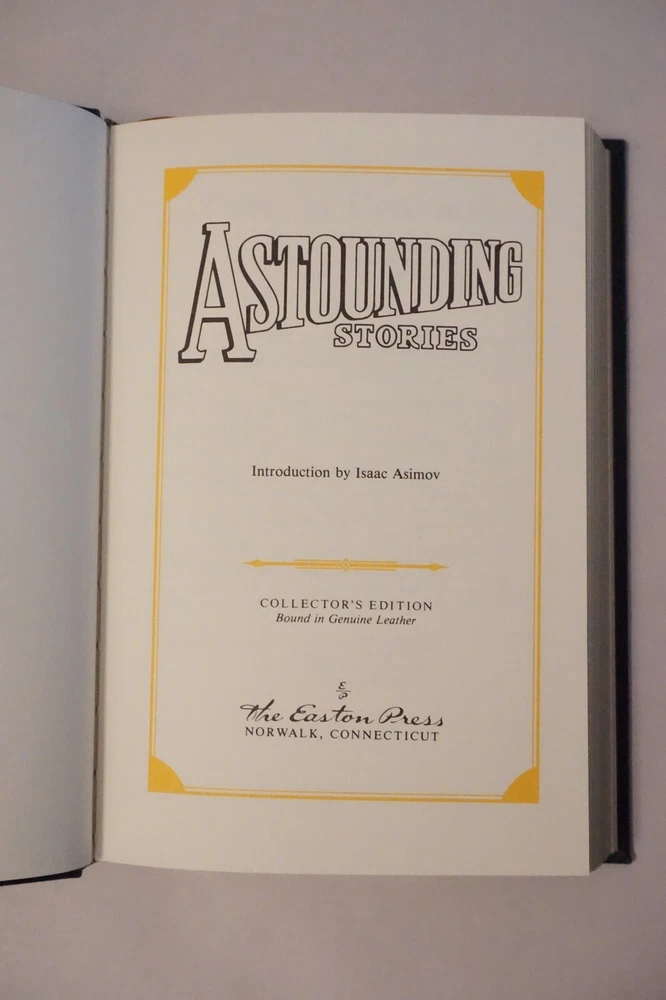 ASTOUNDING
STORIES
Introduction by Isaac Asimov
COLLECTOR'S EDITION
Bound in Genuine Leather
E
P
The Easton Press
NORWALK, CONNECTICUT